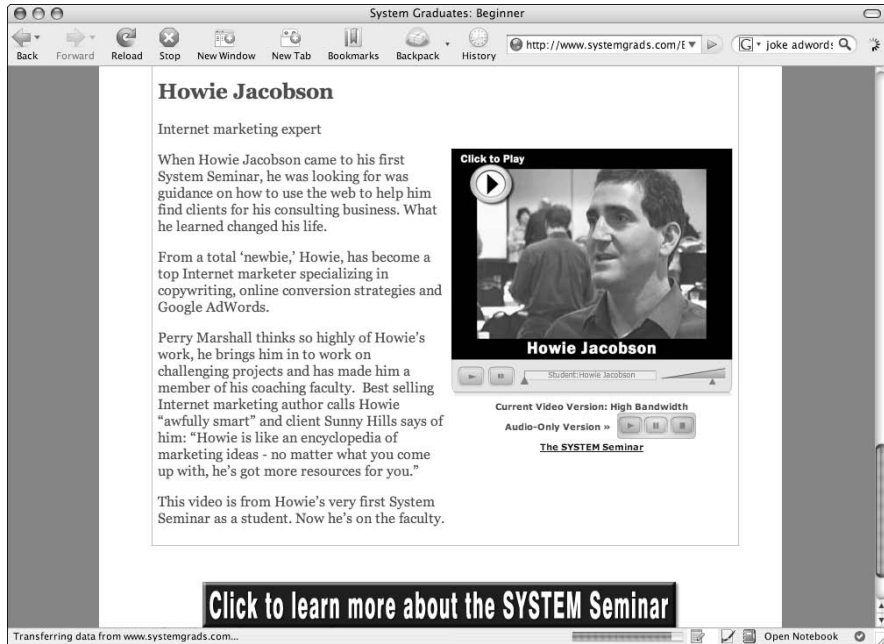 System Graduates: Beginner
Back
Forward
Reload
Stop
New Window
New Tab
Bookmarks
Backpack
History
http://www.systemgrads.com/
G
joke adword
Howie Jacobson
Internet marketing expert
When Howie Jacobson came to his first
System Seminar, he was looking for was
guidance on how to use the web to help him
find clients for his consulting business. What
he learned changed his life.
From a total ‘newbie,’ Howie, has become a
top Internet marketer specializing in
copywriting, online conversion strategies and
Google AdWords.
Perry Marshall thinks so highly of Howie’s
work, he brings him in to work on
challenging projects and has made him a
member of his coaching faculty.  Best selling
Internet marketing author calls Howie
“awfully smart” and client Sunny Hills says of
him: “Howie is like an encyclopedia of
marketing ideas - no matter what you come
up with, he’s got more resources for you.”
This video is from Howie’s very first System
Seminar as a student. Now he’s on the faculty.
Click to Play
Howie Jacobson
Student:Howie Jacobson
Current Video Version: High Bandwidth
Audio-Only Version »
The SYSTEM Seminar
Click to learn more about the SYSTEM Seminar
Transferring data from www.systemgrads.com...
Open Notebook